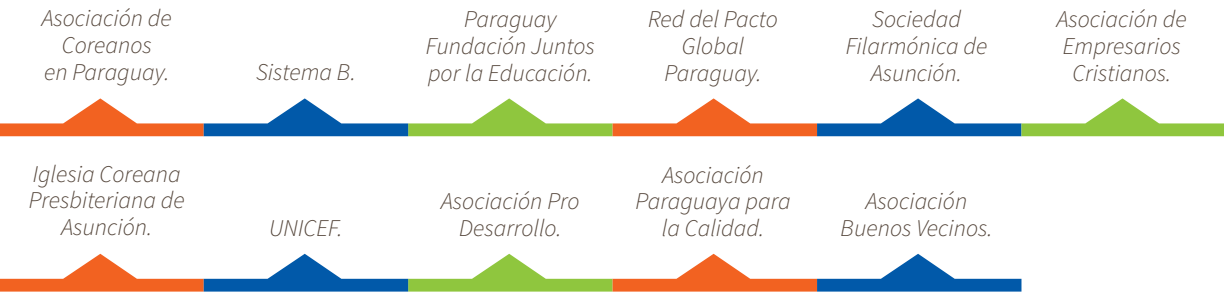 Asociación de
Coreanos
en Paraguay.
Sistema B.
Paraguay
Fundación Juntos
por la Educación.
Red del Pacto
Global
Paraguay.
Sociedad
Filarmónica de
Asunción.
Asociación de
Empresarios
Cristianos.
Iglesia Coreana
Presbiteriana de
Asunción.
UNICEF.
Asociación Pro
Desarrollo.
Asociación
Paraguaya para
la Calidad.
Asociación
Buenos Vecinos.